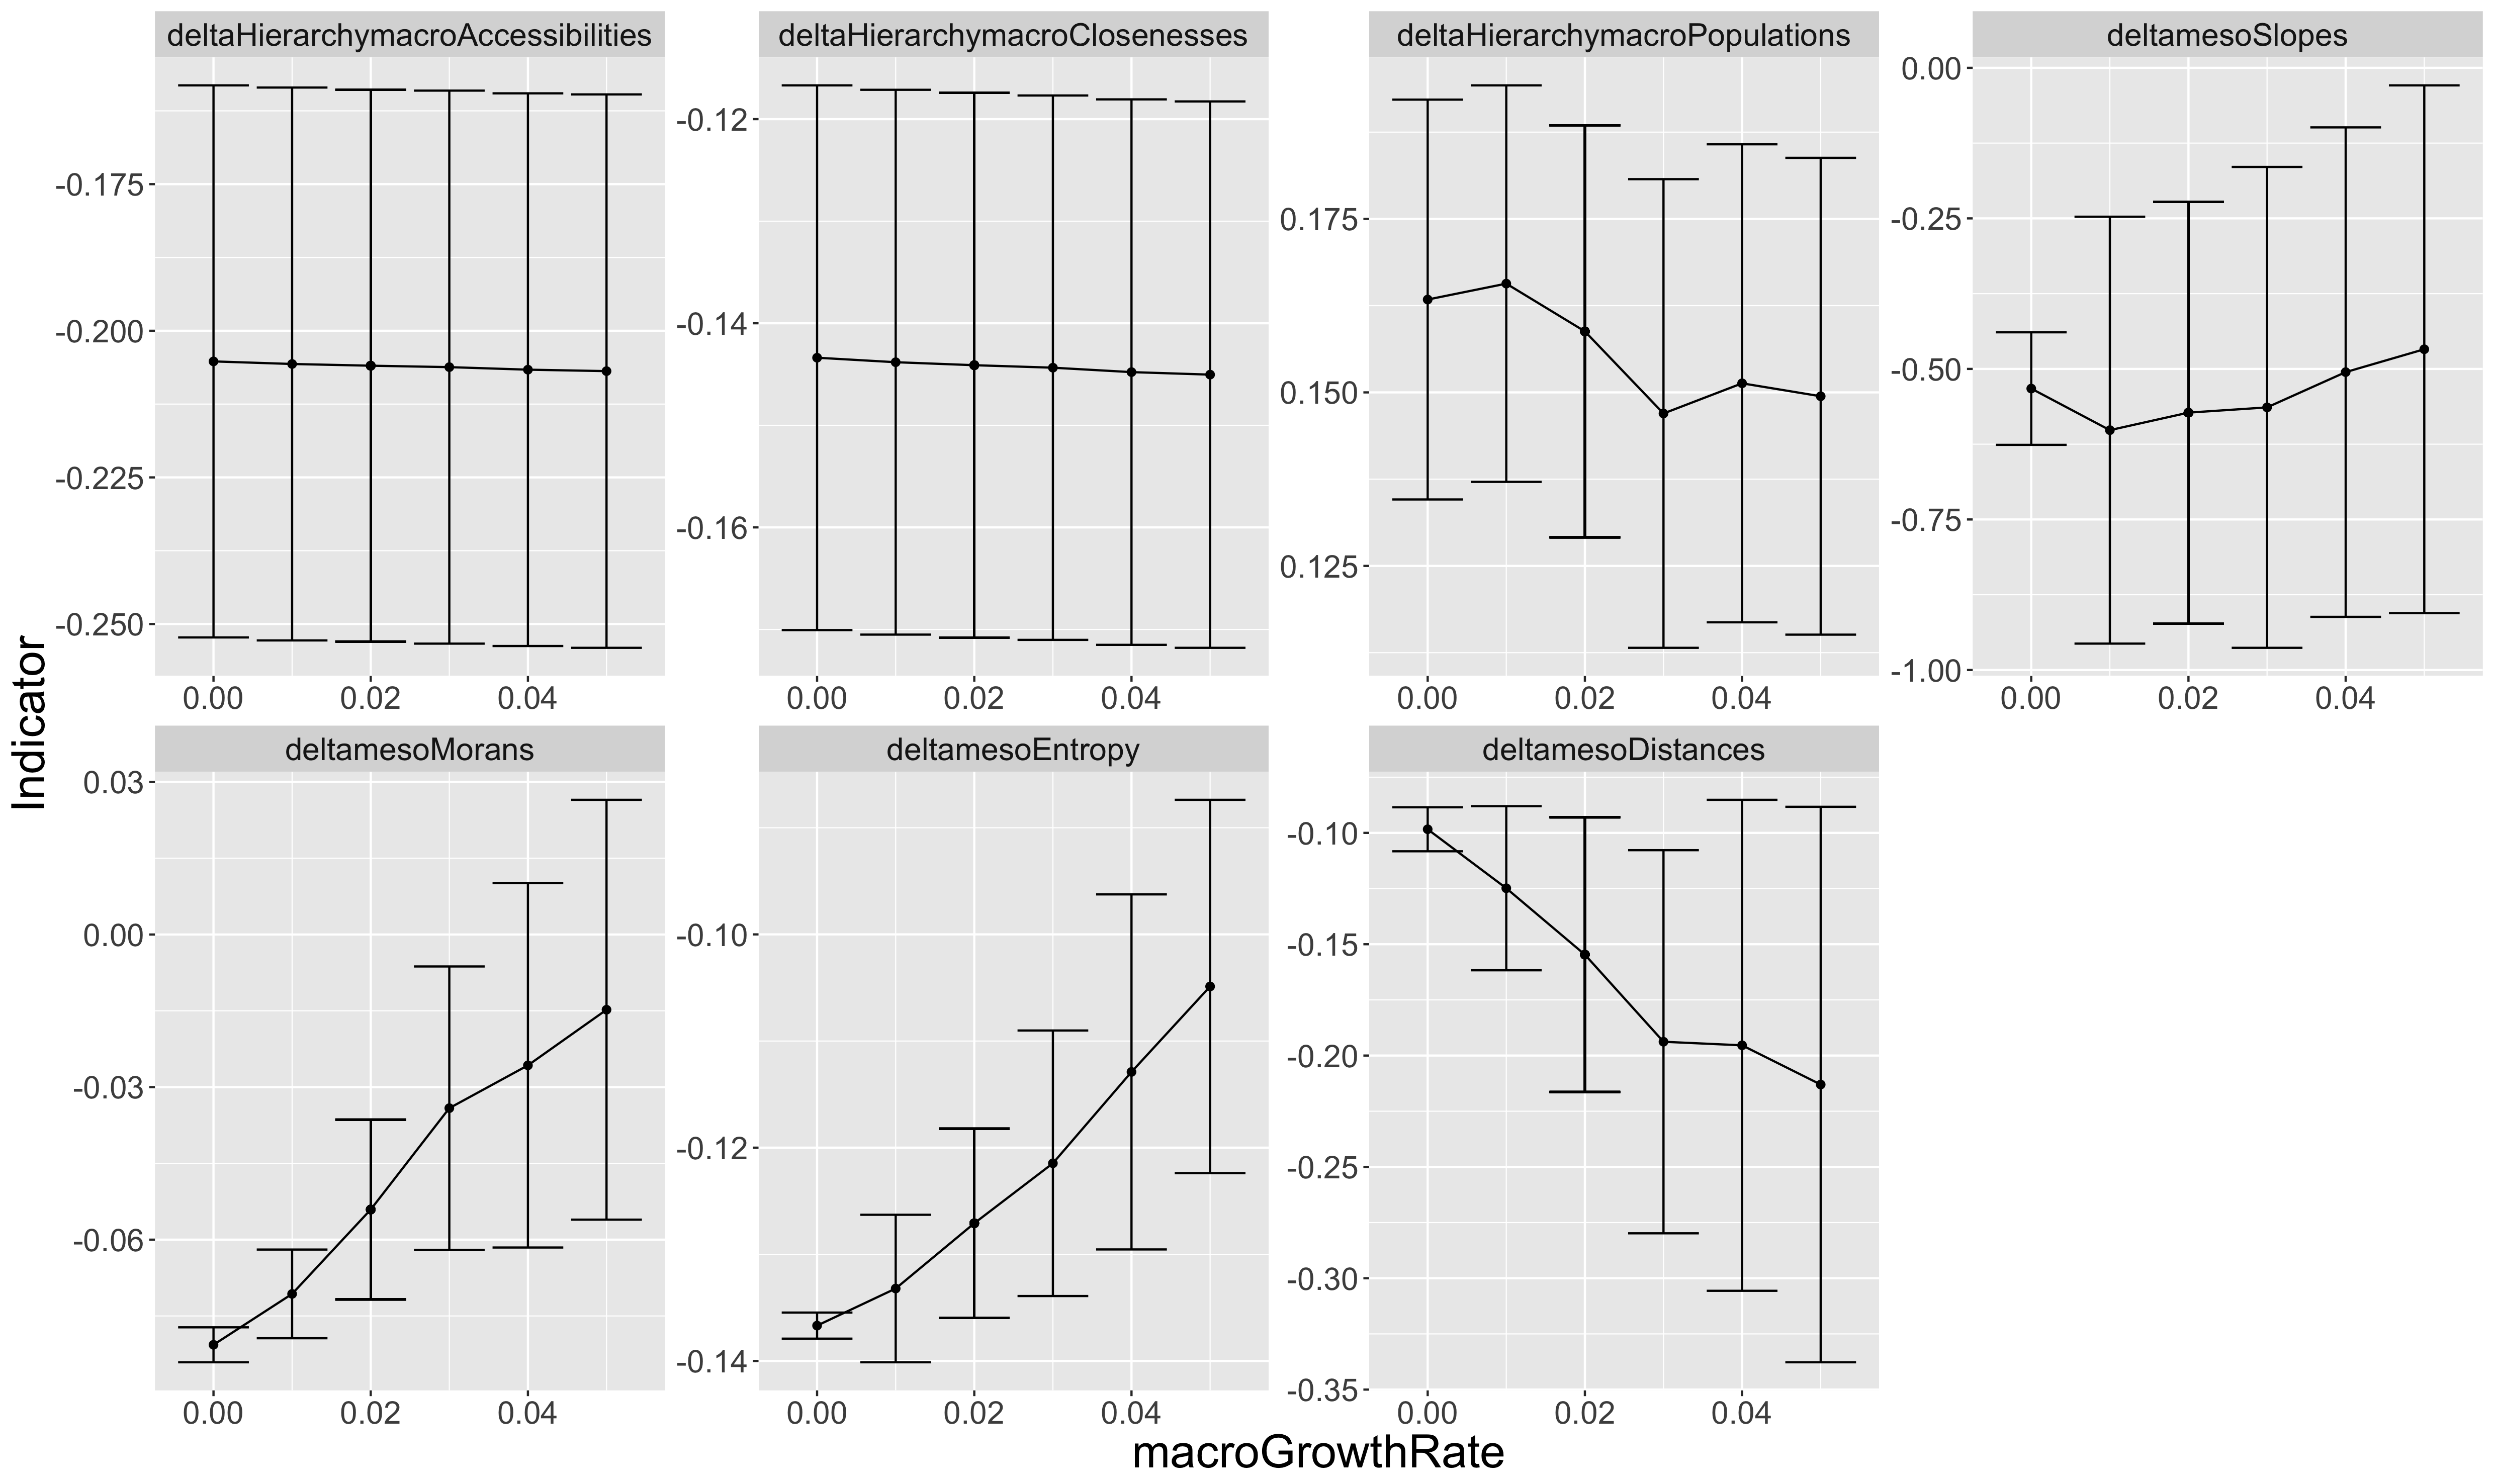 deltaHierarchymacroAccessibilities
deltaHierarchymacroClosenesses
deltaHierarchymacroPopulations
deltamesoSlopes
-0.175
-0.200
-0.225
-0.250
-0.12
-0.14
-0.16
0.175
0.150
0.125
0.00
-0.25
-0.50
-0.75
-1.00
0.00 0.02 0.04
0.00 0.02 0.04
0.00 0.02 0.04
0.00 0.02 0.04
Indicator
deltamesoMorans
deltamesoEntropy
deltamesoDistances
0.03
0.00
-0.03
-0.06
-0.10
-0.12
-0.14
-0.10
-0.15
-0.20
-0.25
-0.30
-0.35
0.00 0.02 0.04
0.00 0.02 0.04
0.00 0.02 0.04
macroGrowthRate